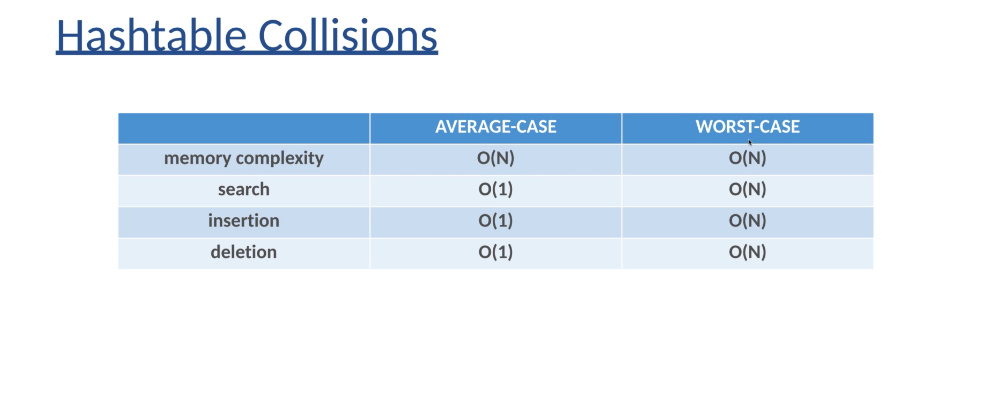 Hashtable Collisions
AVERAGE-CASE WORST-CASE
memory complexity O(N) O(N)
search O(1) O(N)
insertion O(1) O(N)
deletion O(1) O(N)